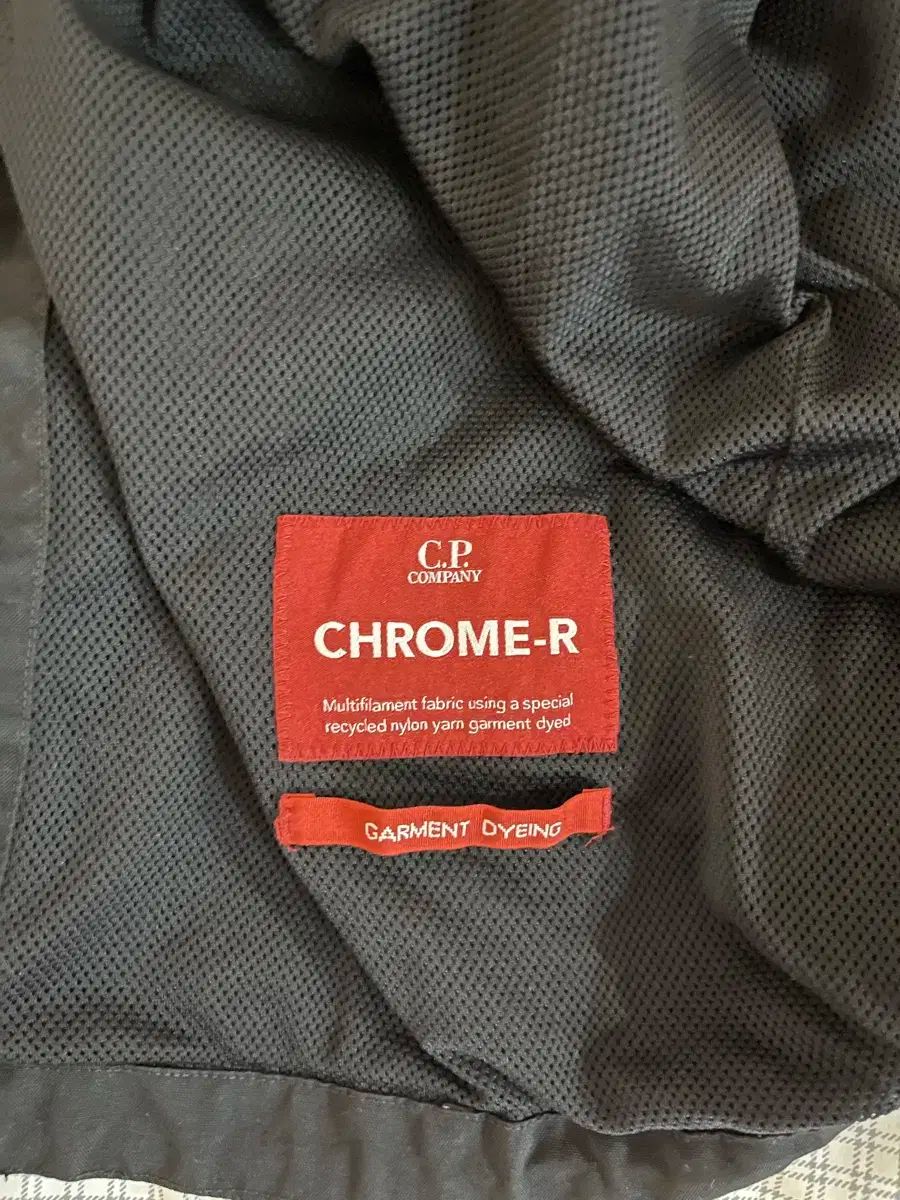 C.P.
COMPANY
CHROME-R
Multifilament fabric using a special
recycled nylon yarn garment dyed
GARMENT DYEING